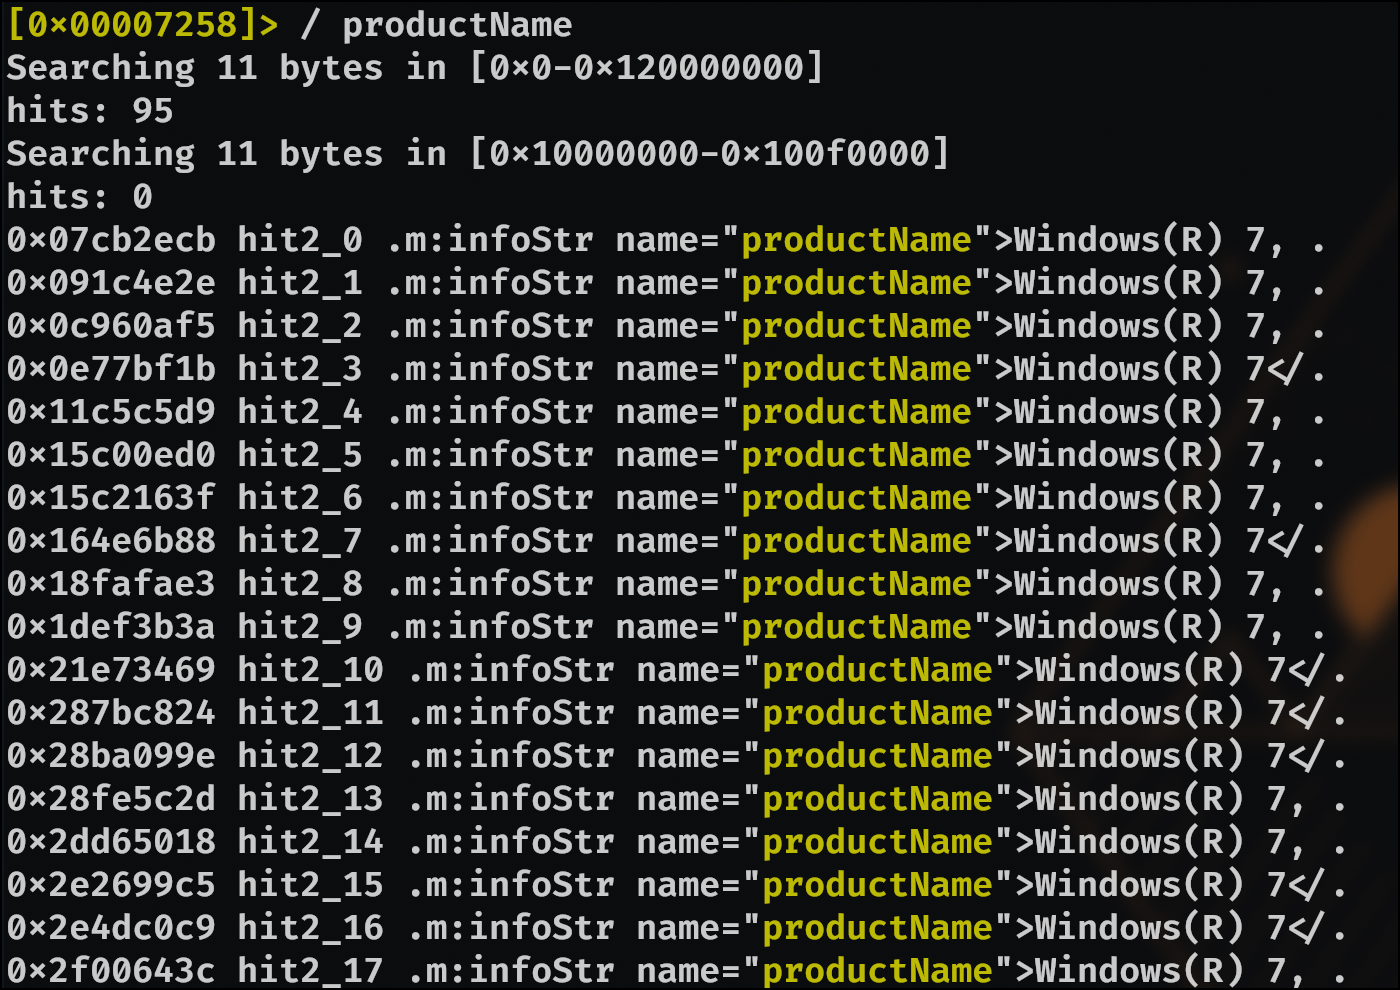 [0x00007258]> / productName
Searching 11 bytes in [0x0-0x120000000]
hits: 95
Searching 11 bytes in [0x10000000-0x100f0000]
hits: 0
0x07cb2ecb hit2_0 .m:infoStr name="productName">Windows(R) 7, .
0x091c4e2e hit2_1 .m:infoStr name="productName">Windows(R) 7, .
0x0c960af5 hit2_2 .m:infoStr name="productName">Windows(R) 7, .
0x0e77bf1b hit2_3 .m:infoStr name="productName">Windows(R) 7</.
0x11c5c5d9 hit2_4 .m:infoStr name="productName">Windows(R) 7, .
0x15c00ed0 hit2_5 .m:infoStr name="productName">Windows(R) 7, .
0x15c2163f hit2_6 .m:infoStr name="productName">Windows(R) 7, .
0x164e6b88 hit2_7 .m:infoStr name="productName">Windows(R) 7</.
0x18fafae3 hit2_8 .m:infoStr name="productName">Windows(R) 7, .
0x1def3b3a hit2_9 .m:infoStr name="productName">Windows(R) 7, .
0x21e73469 hit2_10 .m:infoStr name="productName">Windows(R) 7</.
0x287bc824 hit2_11 .m:infoStr name="productName">Windows(R) 7</.
0x28ba099e hit2_12 .m:infoStr name="productName">Windows(R) 7</.
0x28fe5c2d hit2_13 .m:infoStr name="productName">Windows(R) 7, .
0x2dd65018 hit2_14 .m:infoStr name="productName">Windows(R) 7, .
0x2e2699c5 hit2_15 .m:infoStr name="productName">Windows(R) 7</.
0x2e4dc0c9 hit2_16 .m:infoStr name="productName">Windows(R) 7</.
0x2f00643c hit2_17 .m:infoStr name="productName">Windows(R) 7, .